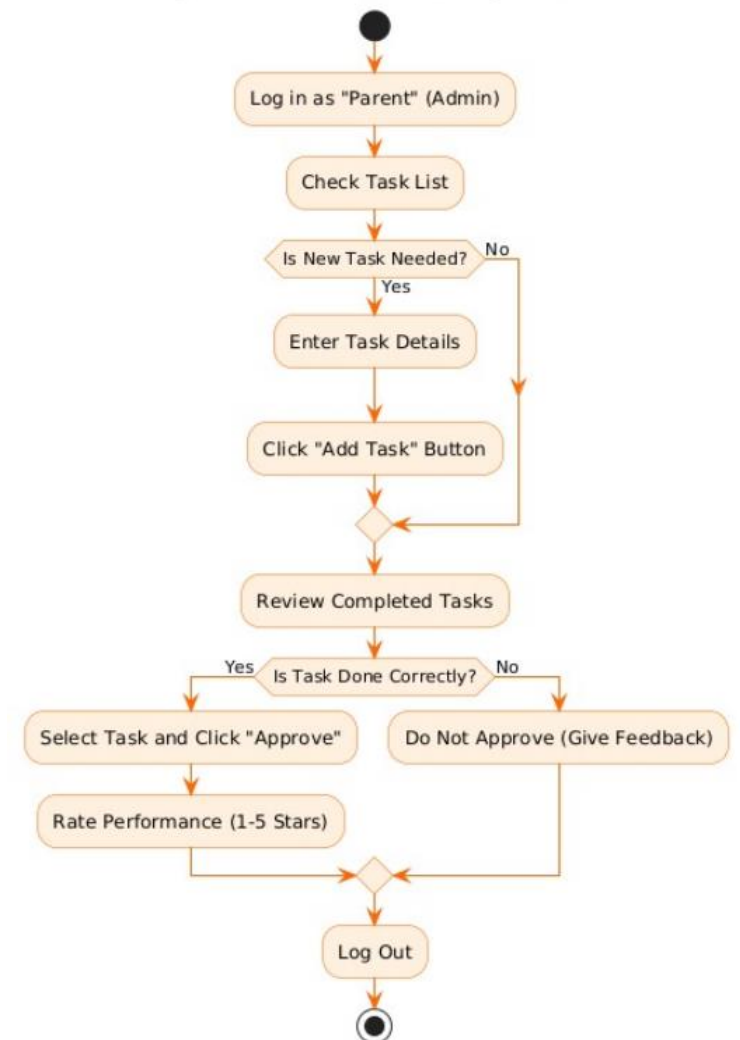 Log in as "Parent" (Admin)
Check Task List
Is New Task Needed?
No
Yes
Enter Task Details
Click "Add Task" Button
Review Completed Tasks
Yes
Is Task Done Correctly?
No
Select Task and Click "Approve"
Do Not Approve (Give Feedback)
Rate Performance (1-5 Stars)
Log Out